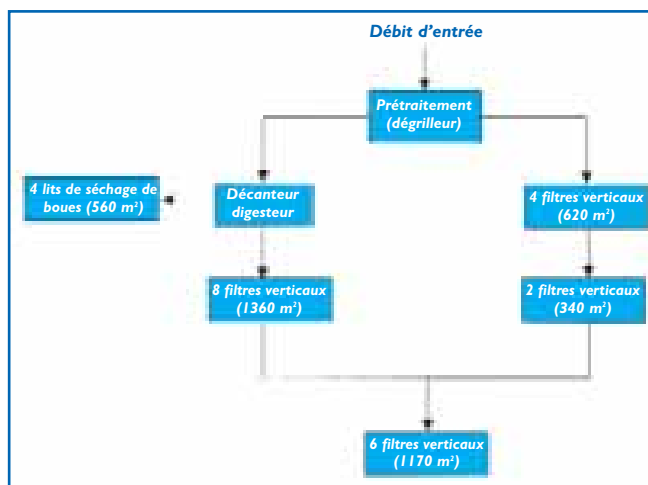 Débit d'entrée
Prétraitement
(dégrilleur)
4 lits de séchage de
boues (560 m²)
Décanteur
digesteur
4 filtres verticaux
(620 m²)
8 filtres verticaux
(1360 m²)
2 filtres verticaux
(340 m²)
6 filtres verticaux
(1170 m²)